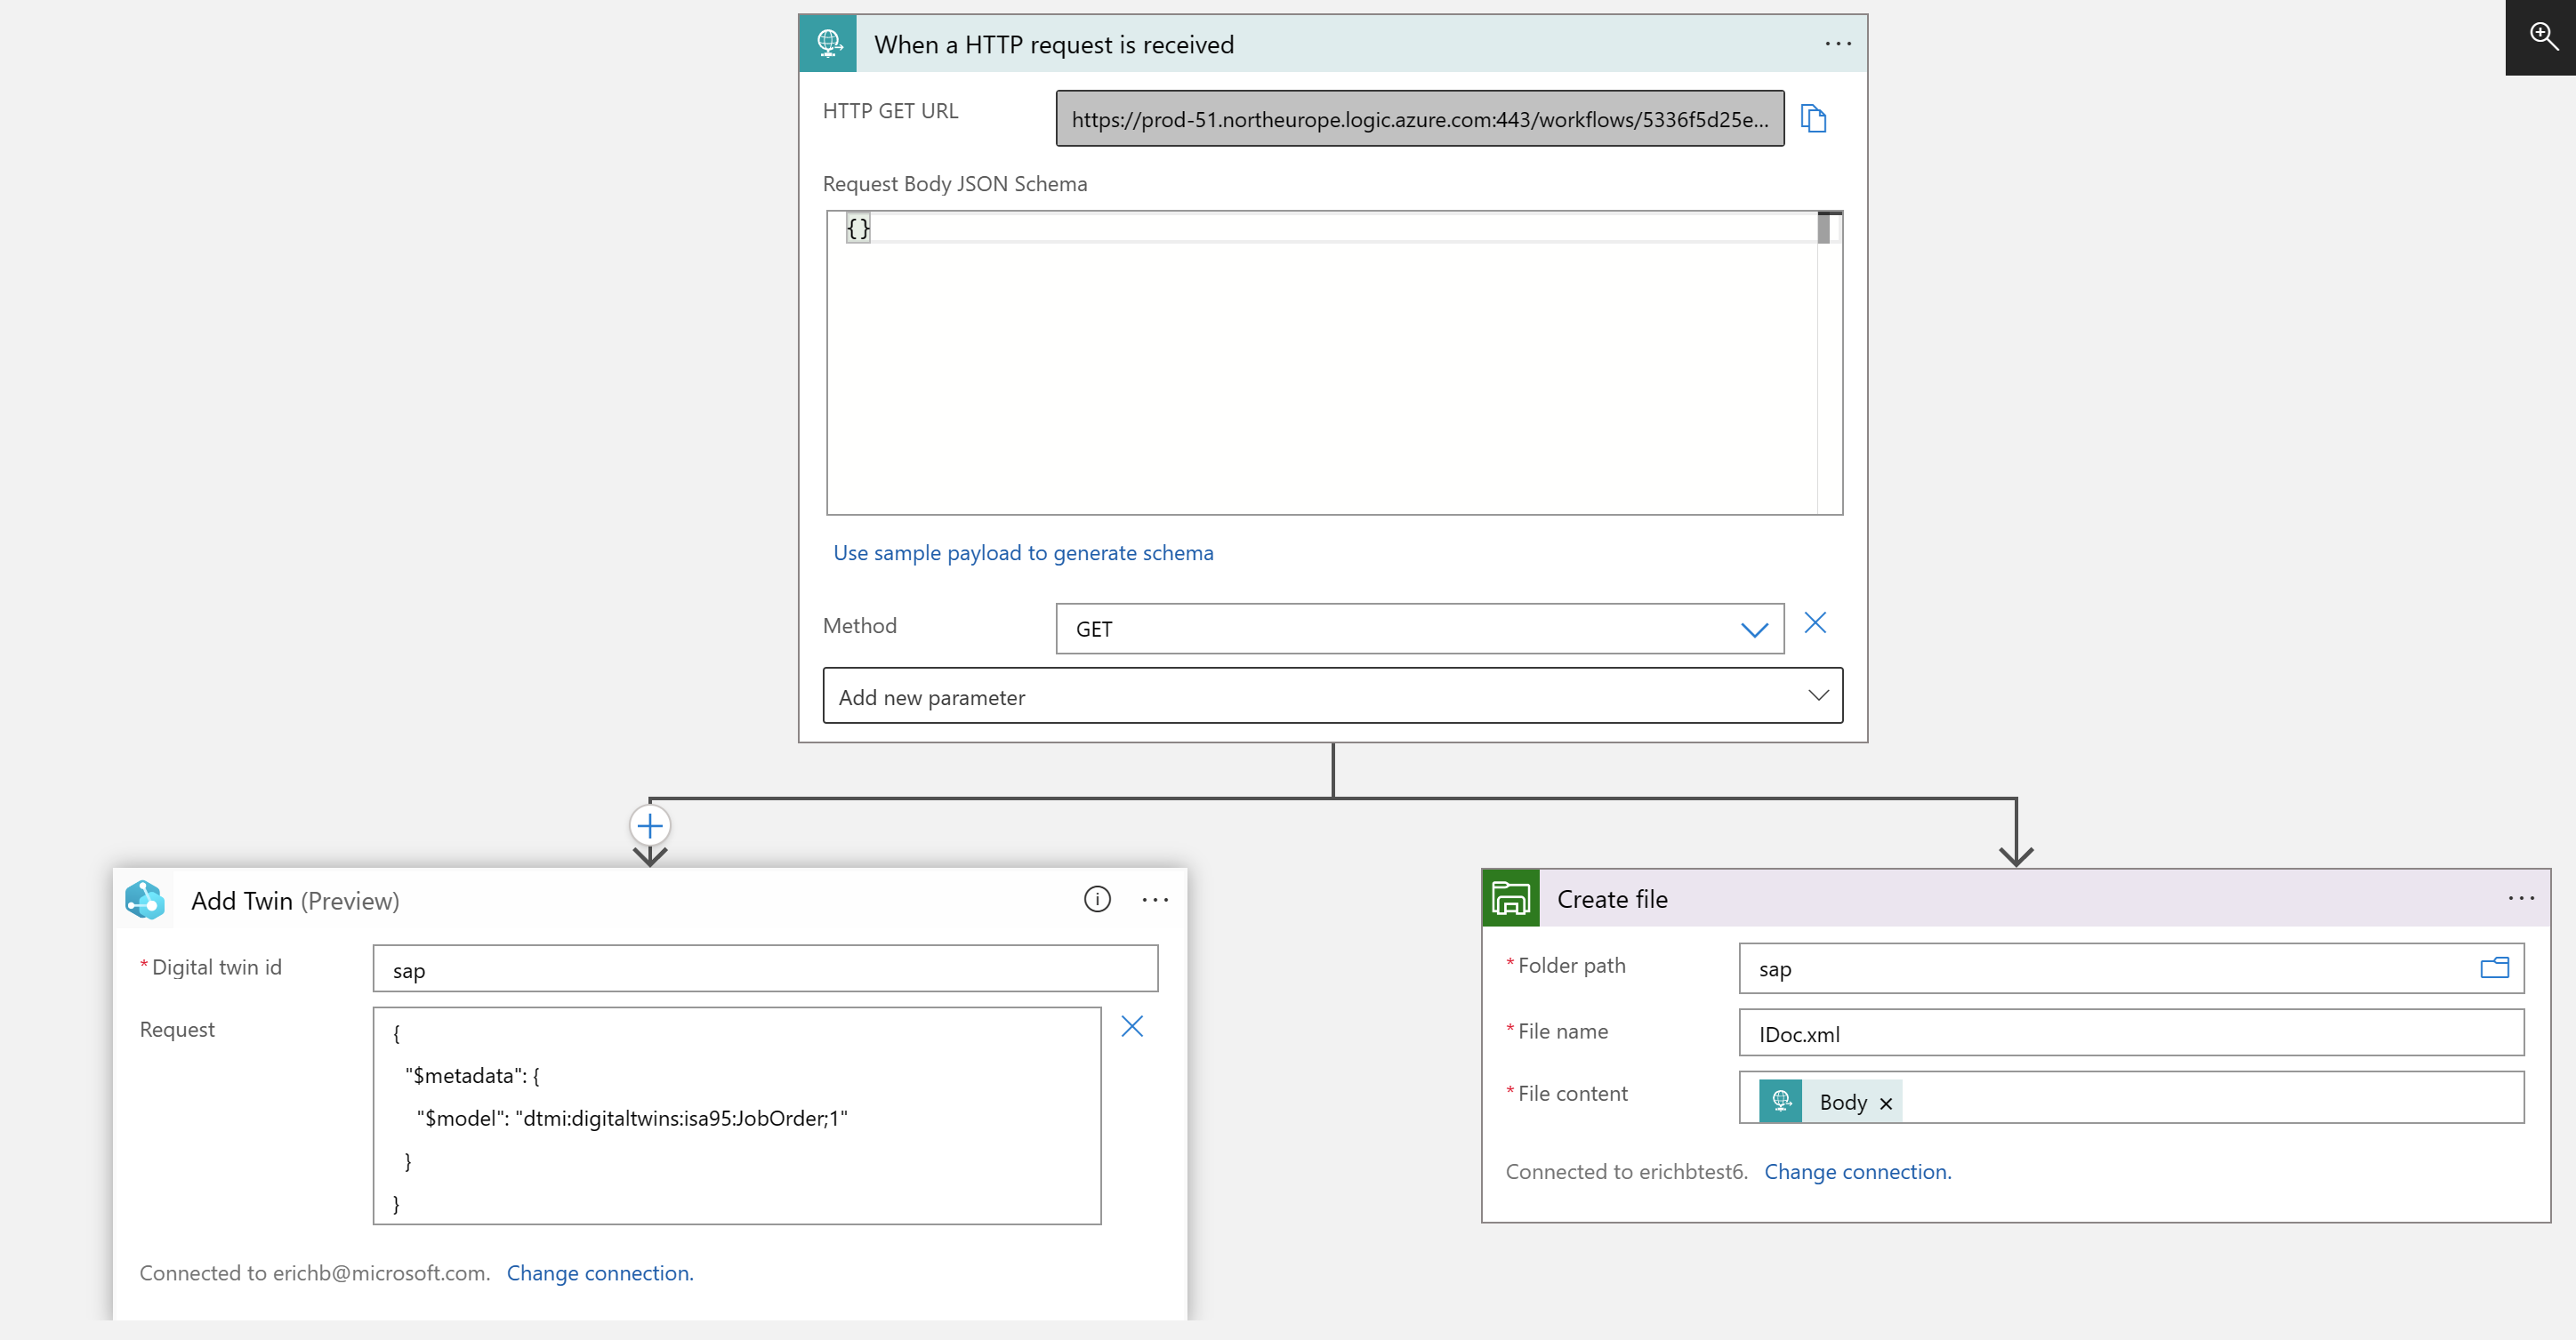 When a HTTP request is received
HTTP GET URL
https://prod-51.northeurope.logic.azure.com:443/workflows/5336f5d25e...
Request Body JSON Schema
{}
Use sample payload to generate schema
Method
GET
Add new parameter
Add Twin (Preview)
* Digital twin id
sap
Request
{
"$metadata": {
"$model": "dtmi:digitaltwins:isa95:JobOrder;1"
}
}
Connected to erichb@microsoft.com. Change connection.
Create file
* Folder path
sap
* File name
IDoc.xml
* File content
Body
Connected to erichbtest6. Change connection.